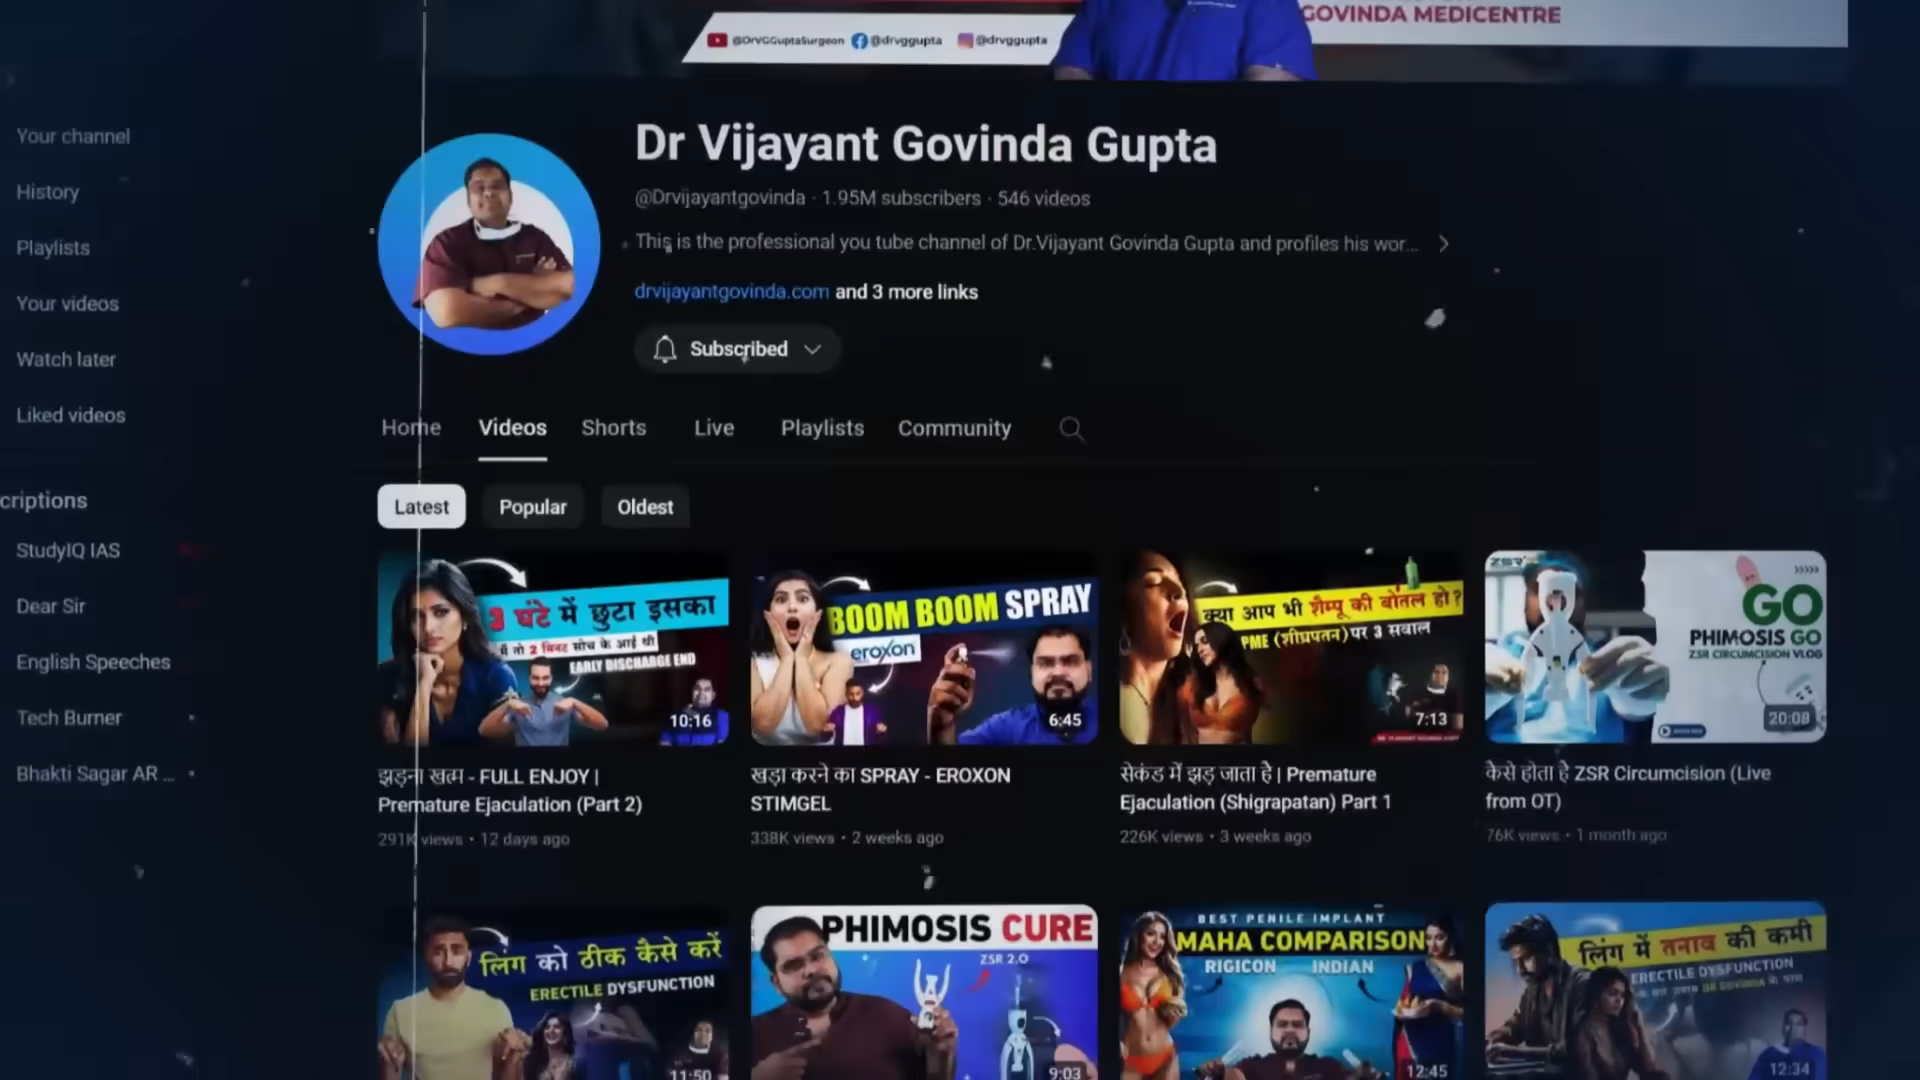 GOVINDA MEDICENTRE
@DrVGGuptaSurgeon @drvggupta @drvggupta
Dr Vijayant Govinda Gupta
@Drvijayantgovinda · 1.95M subscribers · 546 videos
This is the professional you tube channel of Dr.Vijayant Govinda Gupta and profiles his wor...
drvijayantgovinda.com and 3 more links
Subscribed
Your channel
History
Playlists
Your videos
Watch later
Liked videos
criptions
StudyIQ IAS
Dear Sir
English Speeches
Tech Burner
Bhakti Sagar AR ...
Home Videos Shorts Live Playlists Community
Latest Popular Oldest
3 घंटे में छुटा इसका
मैं तो 2 मिनट सोच के आई थी
EARLY DISCHARGE END
10:16
झड़ना खत्म - FULL ENJOY |
Premature Ejaculation (Part 2)
291K views • 12 days ago
BOOM BOOM SPRAY
eroxon
6:45
खड़ा करने का SPRAY - EROXON
STIMGEL
338K views • 2 weeks ago
क्या आप भी शैम्पू की बोतल हो?
PME (शीघ्रपतन) पर 3 सवाल
7:13
सेकंड में झड़ जाता है | Premature
Ejaculation (Shigrapatan) Part 1
226K views • 3 weeks ago
ZSR
GO
PHIMOSIS GO
ZSR CIRCUMCISION VLOG
20:08
कैसे होता है ZSR Circumcision (Live
from OT)
76K views • 1 month ago
लिंग को ठीक कैसे करें
ERECTILE DYSFUNCTION
11:50
PHIMOSIS CURE
ZSR 2.0
9:03
BEST PENILE IMPLANT
MAHA COMPARISON
RIGICON INDIAN
12:45
लिंग में तनाव की कमी
ERECTILE DYSFUNCTION
DR GOVINDA के साथ
12:34